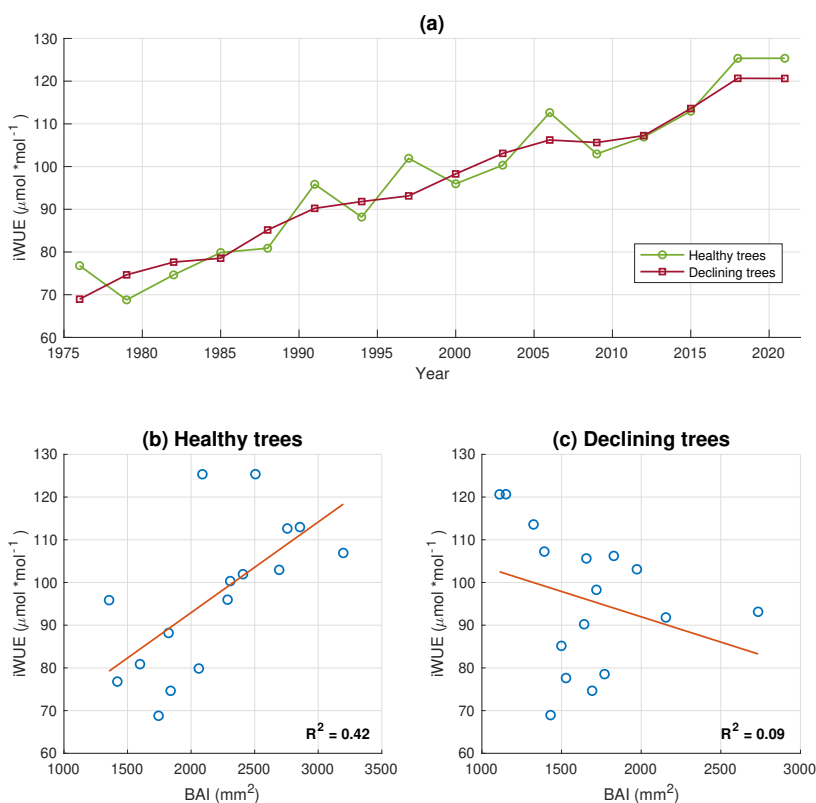 (a)
130
120
110
100
90
80
70
60
iWUE (μmol *mol⁻¹)
1975 1980 1985 1990 1995 2000 2005 2010 2015 2020
Year
Healthy trees
Declining trees
(b) Healthy trees
130
120
110
100
90
80
70
60
iWUE (μmol *mol⁻¹)
R² = 0.42
1000 1500 2000 2500 3000 3500
BAI (mm²)
(c) Declining trees
130
120
110
100
90
80
70
60
iWUE (μmol *mol⁻¹)
R² = 0.09
1000 1500 2000 2500 3000
BAI (mm²)